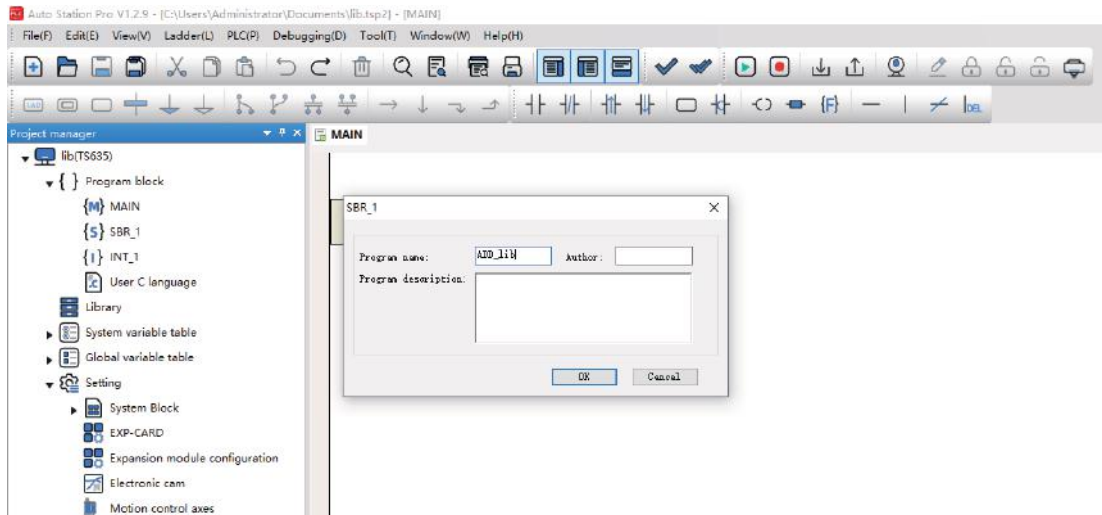 Auto Station Pro V1.2.9 - [C:\Users\Administrator\Documents\lib.tsp2] - [MAIN]
File(F) Edit(E) View(V) Ladder(L) PLC(P) Debugging(D) Tool(T) Window(W) Help(H)
LAD
{F}
DEL
Project manager
MAIN
lib(TS635)
{ } Program block
{M} MAIN
{S} SBR_1
{I} INT_1
.c User C language
Library
System variable table
Global variable table
Setting
System Block
EXP-CARD
Expansion module configuration
Electronic cam
Motion control axes
SBR_1
Program name: ADD_lib Author:
Program description:
OK Cancel